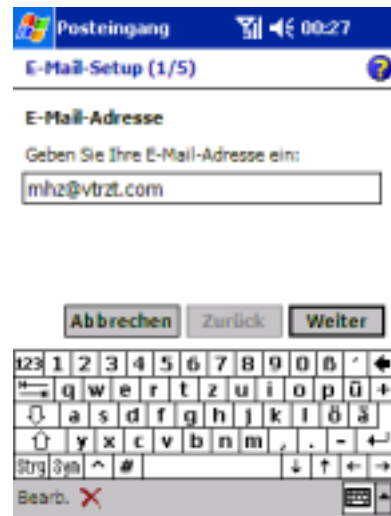 Posteingang 00:27
E-Mail-Setup (1/5) ?
E-Mail-Adresse
Geben Sie Ihre E-Mail-Adresse ein:
mhz@vtrzt.com
Abbrechen Zurück Weiter
123 1 2 3 4 5 6 7 8 9 0 ß ´
q w e r t z u i o p ü +
a s d f g h j k l ö ä
y x c v b n m , . -
Strg Sym ^ # ↓ ↑ ← →
Bearb.